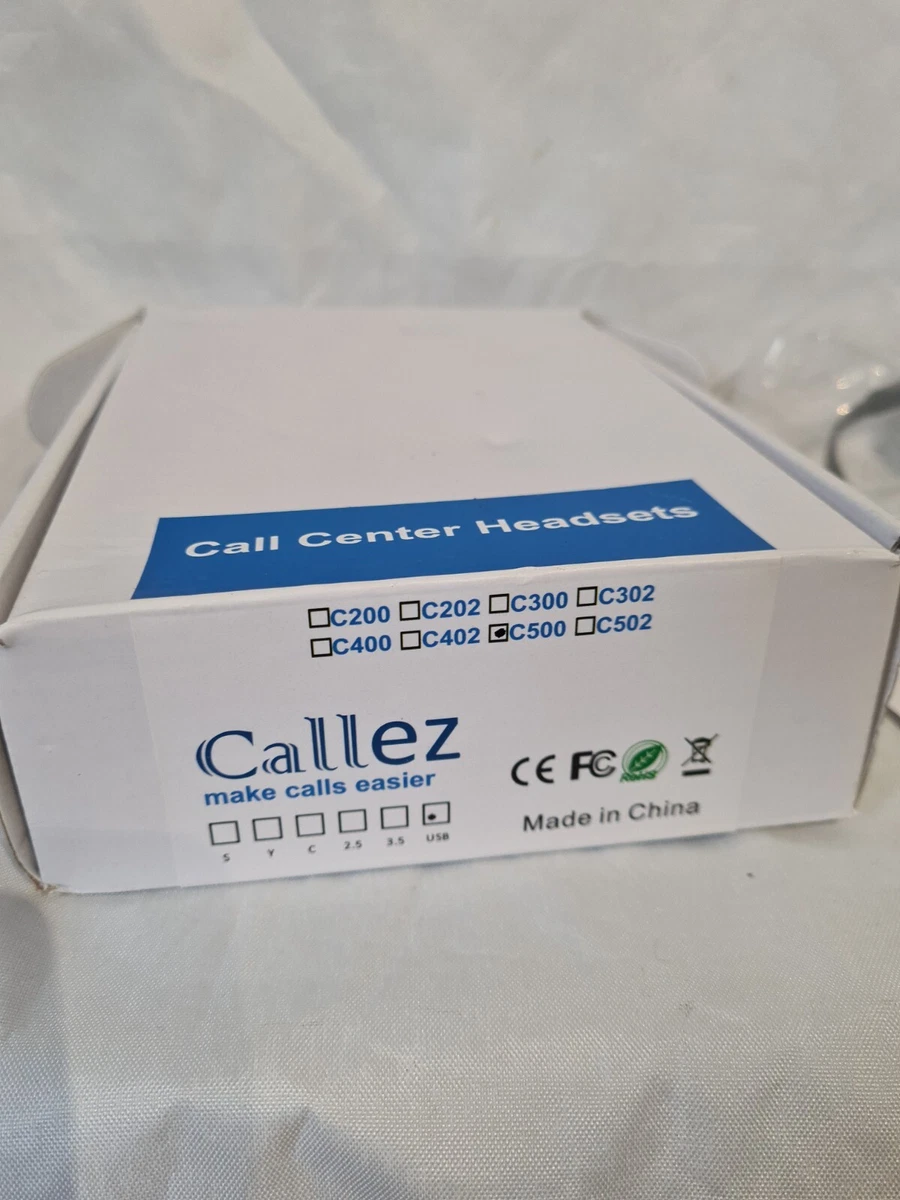 Call Center Headsets
☐C200 ☐C202 ☐C300 ☐C302
☐C400 ☐C402 ☑C500 ☐C502
Callez
make calls easier
CE FC RoHS
S Y C 2.5 3.5 USB
Made in China